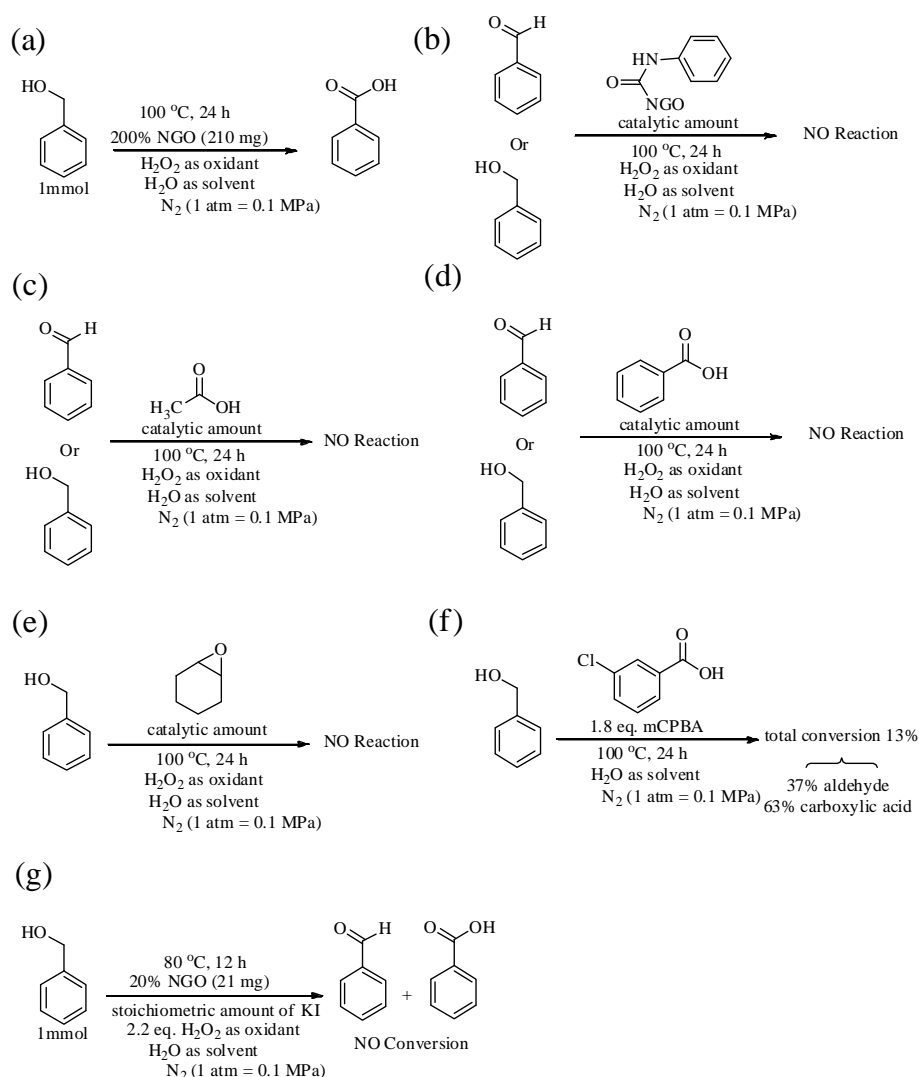 (a)
HO
1mmol
100 °C, 24 h
200% NGO (210 mg)
H2O2 as oxidant
H2O as solvent
N2 (1 atm = 0.1 MPa)
O
OH
(b)
O
H
Or
HO
HN
O
NGO
catalytic amount
100 °C, 24 h
H2O2 as oxidant
H2O as solvent
N2 (1 atm = 0.1 MPa)
NO Reaction
(c)
O
H
Or
HO
O
H3C
OH
catalytic amount
100 °C, 24 h
H2O2 as oxidant
H2O as solvent
N2 (1 atm = 0.1 MPa)
NO Reaction
(d)
O
H
Or
HO
O
OH
catalytic amount
100 °C, 24 h
H2O2 as oxidant
H2O as solvent
N2 (1 atm = 0.1 MPa)
NO Reaction
(e)
HO
O
catalytic amount
100 °C, 24 h
H2O2 as oxidant
H2O as solvent
N2 (1 atm = 0.1 MPa)
NO Reaction
(f)
HO
Cl
O
OH
1.8 eq. mCPBA
100 °C, 24 h
H2O as solvent
N2 (1 atm = 0.1 MPa)
total conversion 13%
37% aldehyde
63% carboxylic acid
(g)
HO
1mmol
80 °C, 12 h
20% NGO (21 mg)
stoichiometric amount of KI
2.2 eq. H2O2 as oxidant
H2O as solvent
N2 (1 atm = 0.1 MPa)
O
H
+
O
OH
NO Conversion